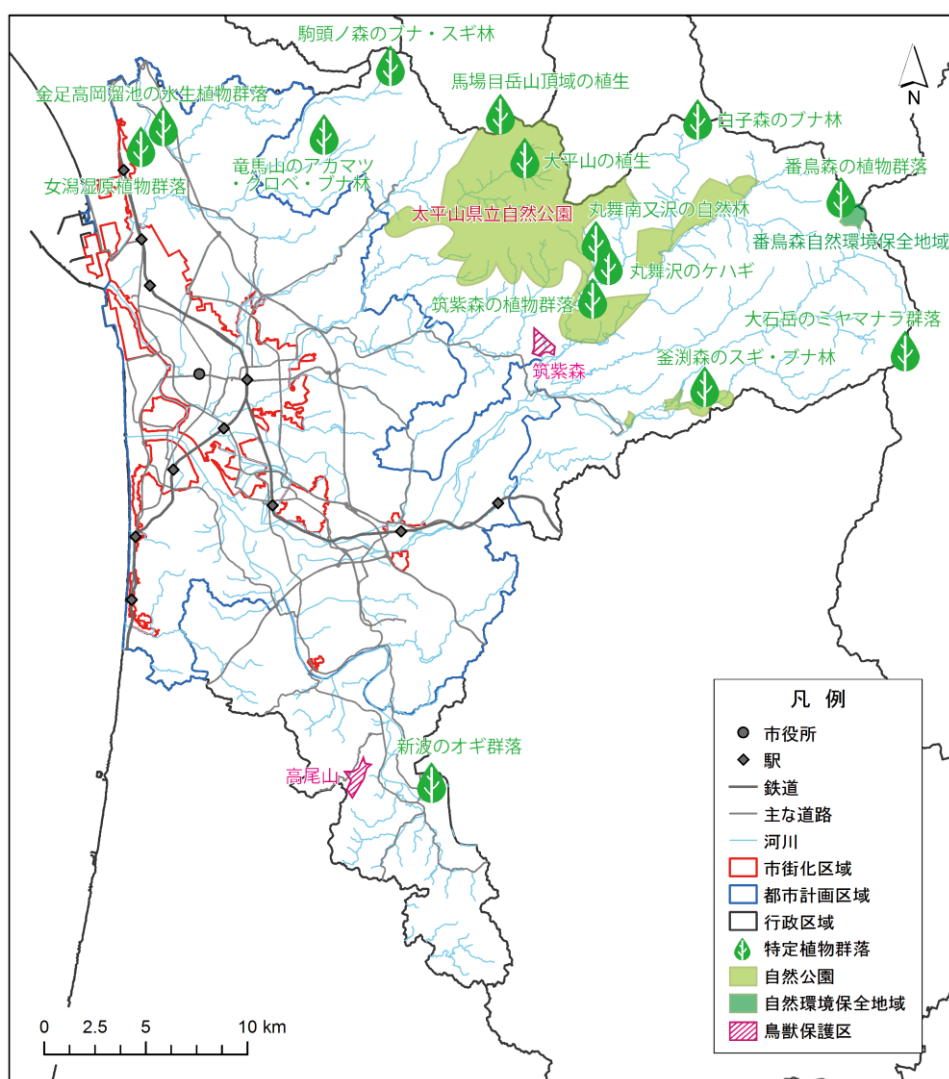 駒頭ノ森のブナ・スギ林
馬場目岳山頂域の植生
金足高岡溜池の水生植物群落
白子森のブナ林
N
女潟湿原植物群落
竜馬山のアカマツ
・クロベ・ブナ林
太平山の植生
番鳥森の植物群落
太平山県立自然公園
丸舞南又沢の自然林
番鳥森自然環境保全地域
丸舞沢のケハギ
筑紫森の植物群落
大石岳のミヤマナラ群落
筑紫森
釜渕森のスギ・ブナ林
新波のオギ群落
高尾山
凡 例
市役所
駅
鉄道
主な道路
河川
市街化区域
都市計画区域
行政区域
特定植物群落
自然公園
自然環境保全地域
鳥獣保護区
0 2.5 5 10 km